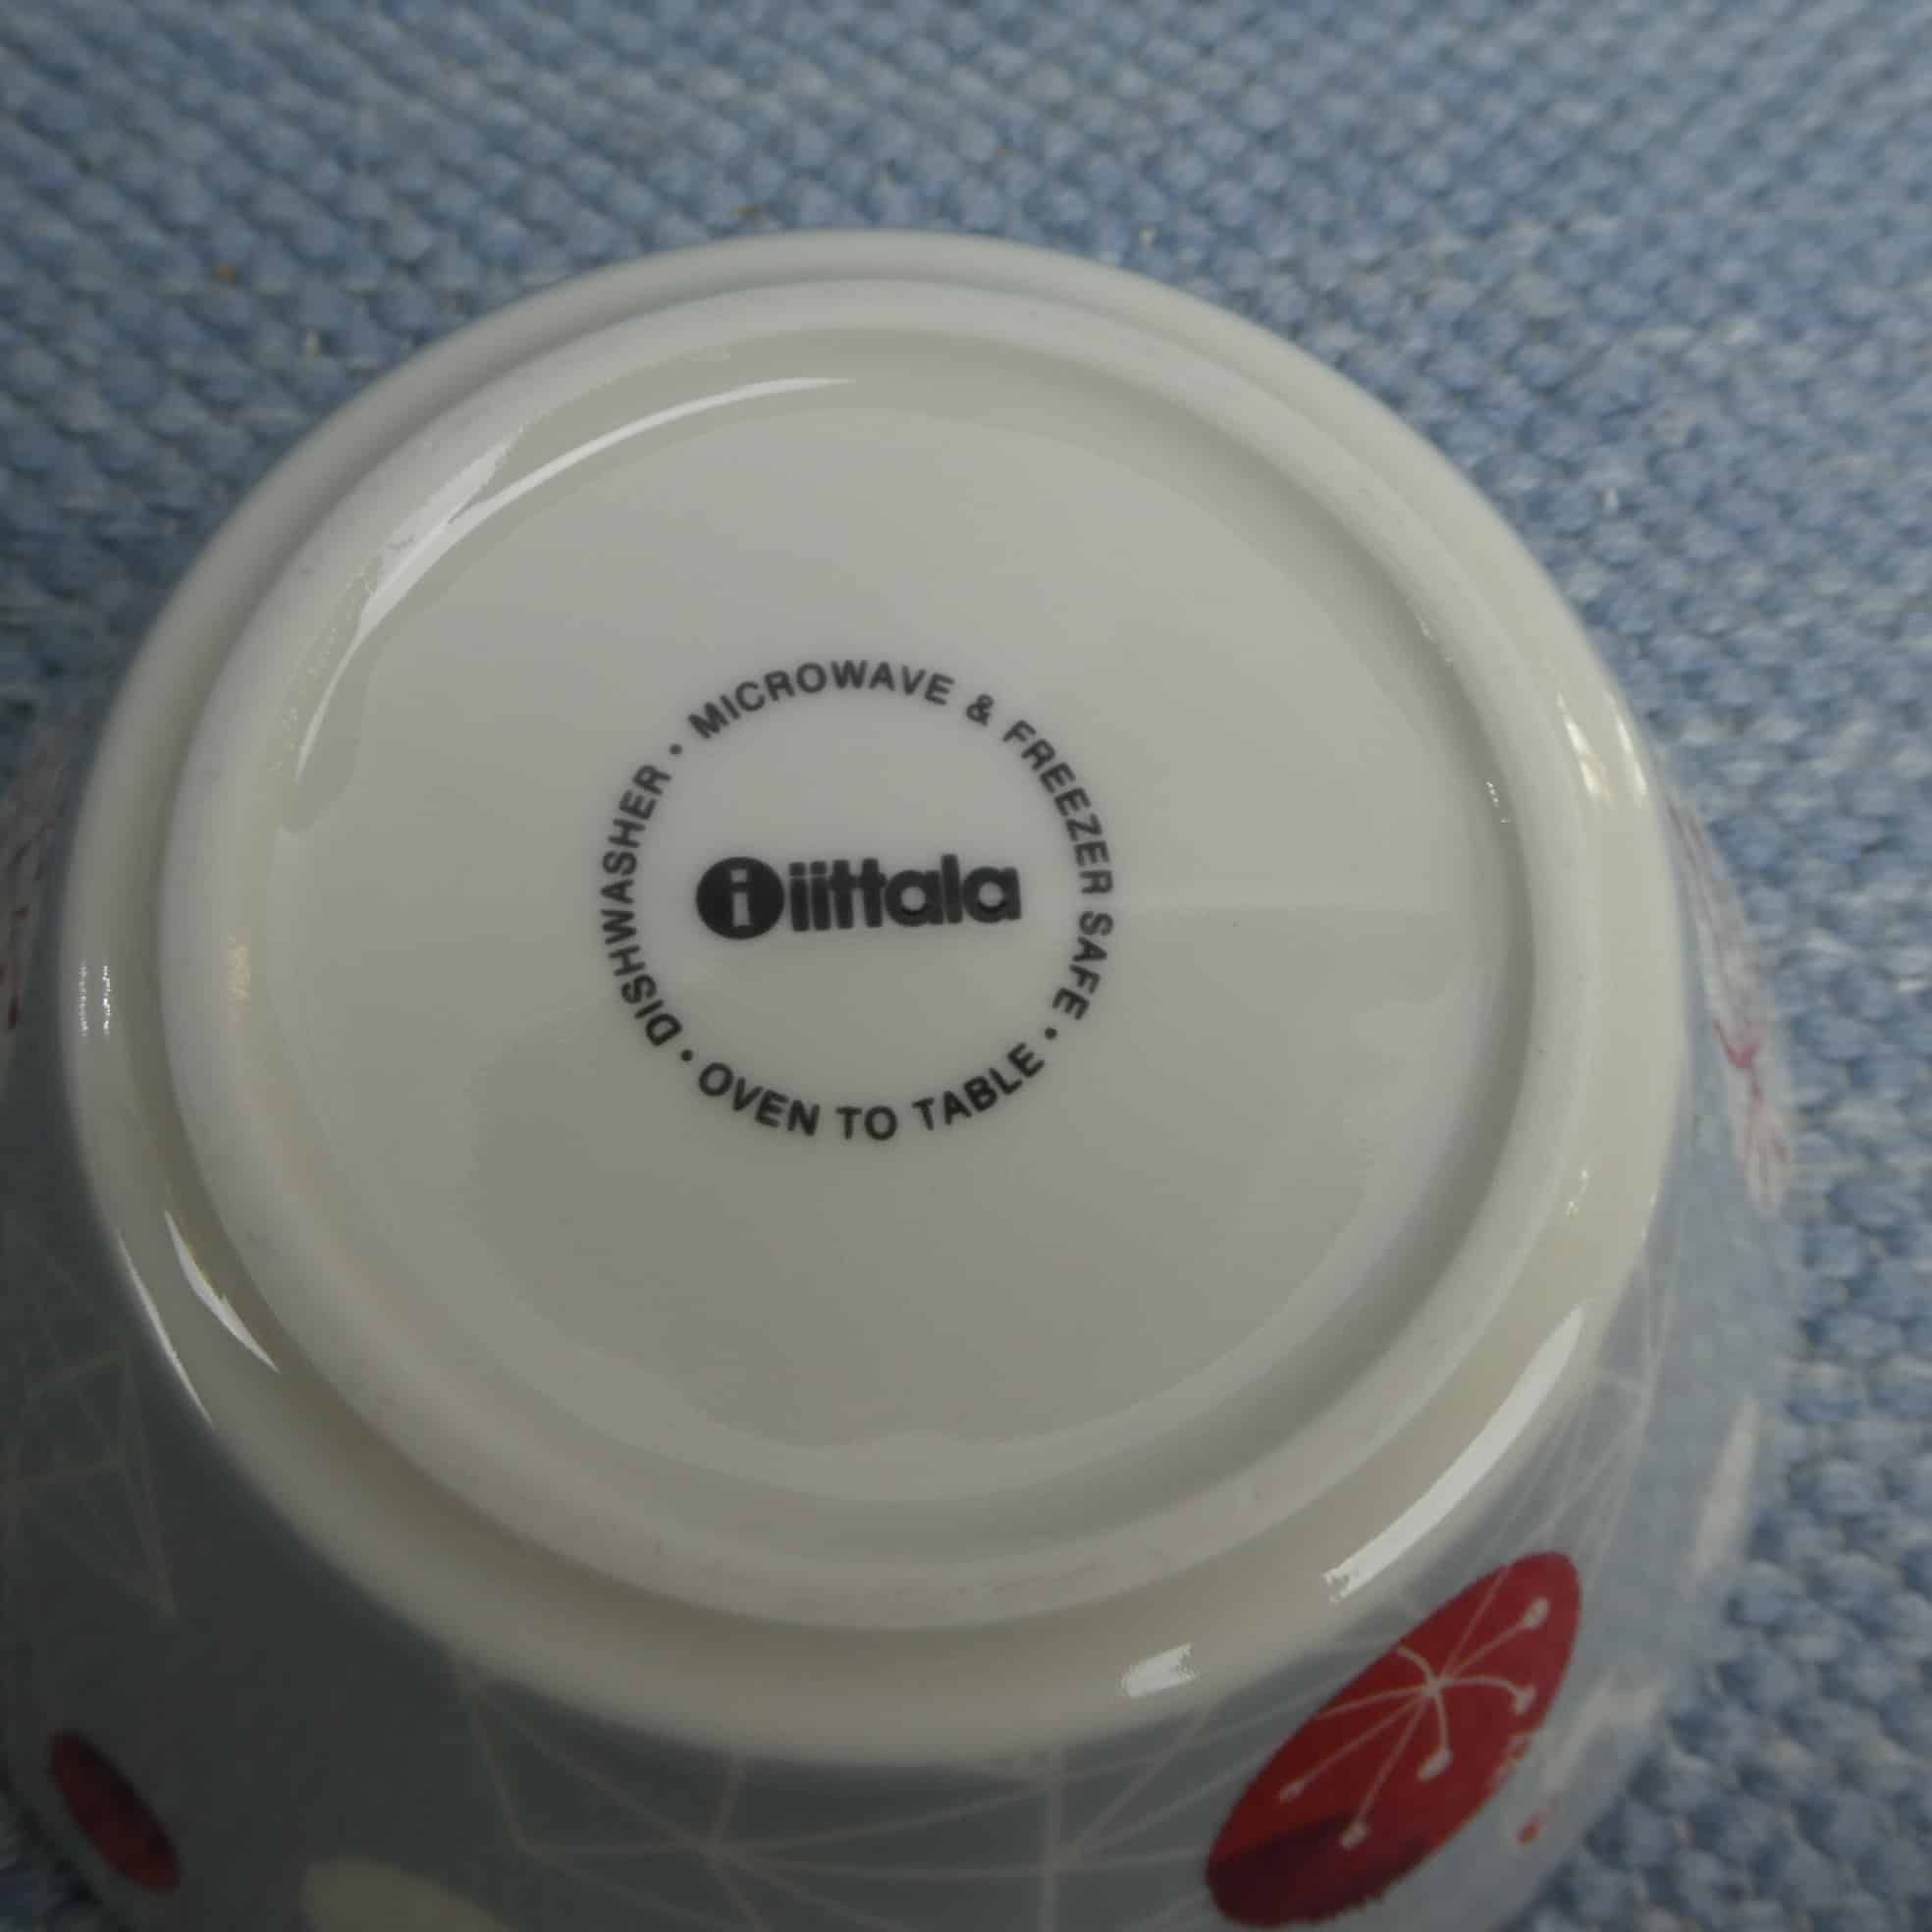 MICROWAVE & FREEZER SAFE • OVEN TO TABLE • DISHWASHER •
i iittala